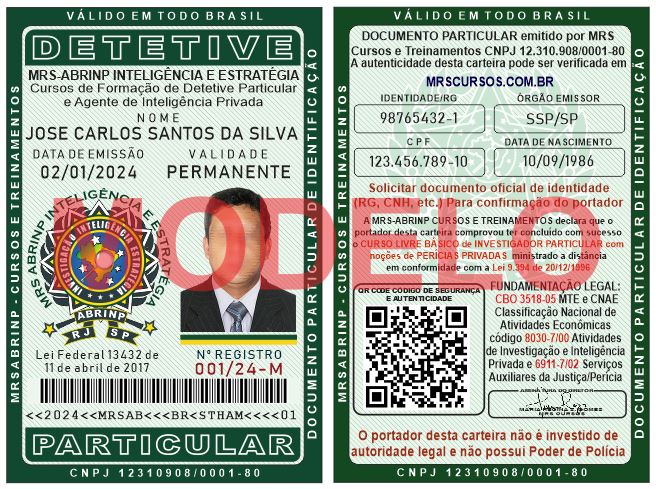 VÁLIDO EM TODO BRASIL
DETETIVE
MRS-ABRINP INTELIGÊNCIA E ESTRATÉGIA
Cursos de Formação de Detetive Particular
e Agente de Inteligência Privada
NOME
JOSE CARLOS SANTOS DA SILVA
DATA DE EMISSÃO VALIDADE
02/01/2024 PERMANENTE
MRS ABRINP INTELIGÊNCIA E ESTRATÉGIA
INVESTIGAÇÃO INTELIGÊNCIA ESTRATÉGIA
ABRINP
RJ SP
Lei Federal 13432 de
11 de abril de 2017
Nº REGISTRO
001/24-M
<<2024<<MRSAB<<<BR<STHAM<<<<01
PARTICULAR
CNPJ 12310908/0001-80
MRSABRINP - CURSOS E TREINAMENTOS
DOCUMENTO PARTICULAR DE IDENTIFICAÇÃO
MODELO
VÁLIDO EM TODO BRASIL
DOCUMENTO PARTICULAR emitido por MRS
Cursos e Treinamentos CNPJ 12.310.908/0001-80
A autenticidade desta carteira pode ser verificada em
MRSCURSOS.COM.BR
IDENTIDADE/RG ÓRGÃO EMISSOR
98765432-1 SSP/SP
CPF DATA DE NASCIMENTO
123.456.789-10 10/09/1986
Solicitar documento oficial de identidade
(RG, CNH, etc.) Para confirmação do portador
A MRS-ABRINP CURSOS E TREINAMENTOS declara que o
portador desta carteira comprovou ter concluído com sucesso
o CURSO LIVRE BÁSICO de INVESTIGADOR PARTICULAR com
noções de PERÍCIAS PRIVADAS ministrado a distância
em conformidade com a Lei 9.394 de 20/12/1996
QR CODE CÓDIGO DE SEGURANÇA
E AUTENTICIDADE
FUNDAMENTAÇÃO LEGAL:
CBO 3518-05 MTE e CNAE
Classificação Nacional de
Atividades Econômicas
código 8030-7/00 Atividades
de Investigação e Inteligência
Privada e 6911-7/02 Serviços
Auxiliares da Justiça/Perícia
ASSINATURA DO DIRETOR
MRS CURSOS
O portador desta carteira não é investido de
autoridade legal e não possui Poder de Polícia
CNPJ 12310908/0001-80
MRSABRINP - CURSOS E TREINAMENTOS
DOCUMENTO PARTICULAR DE IDENTIFICAÇÃO